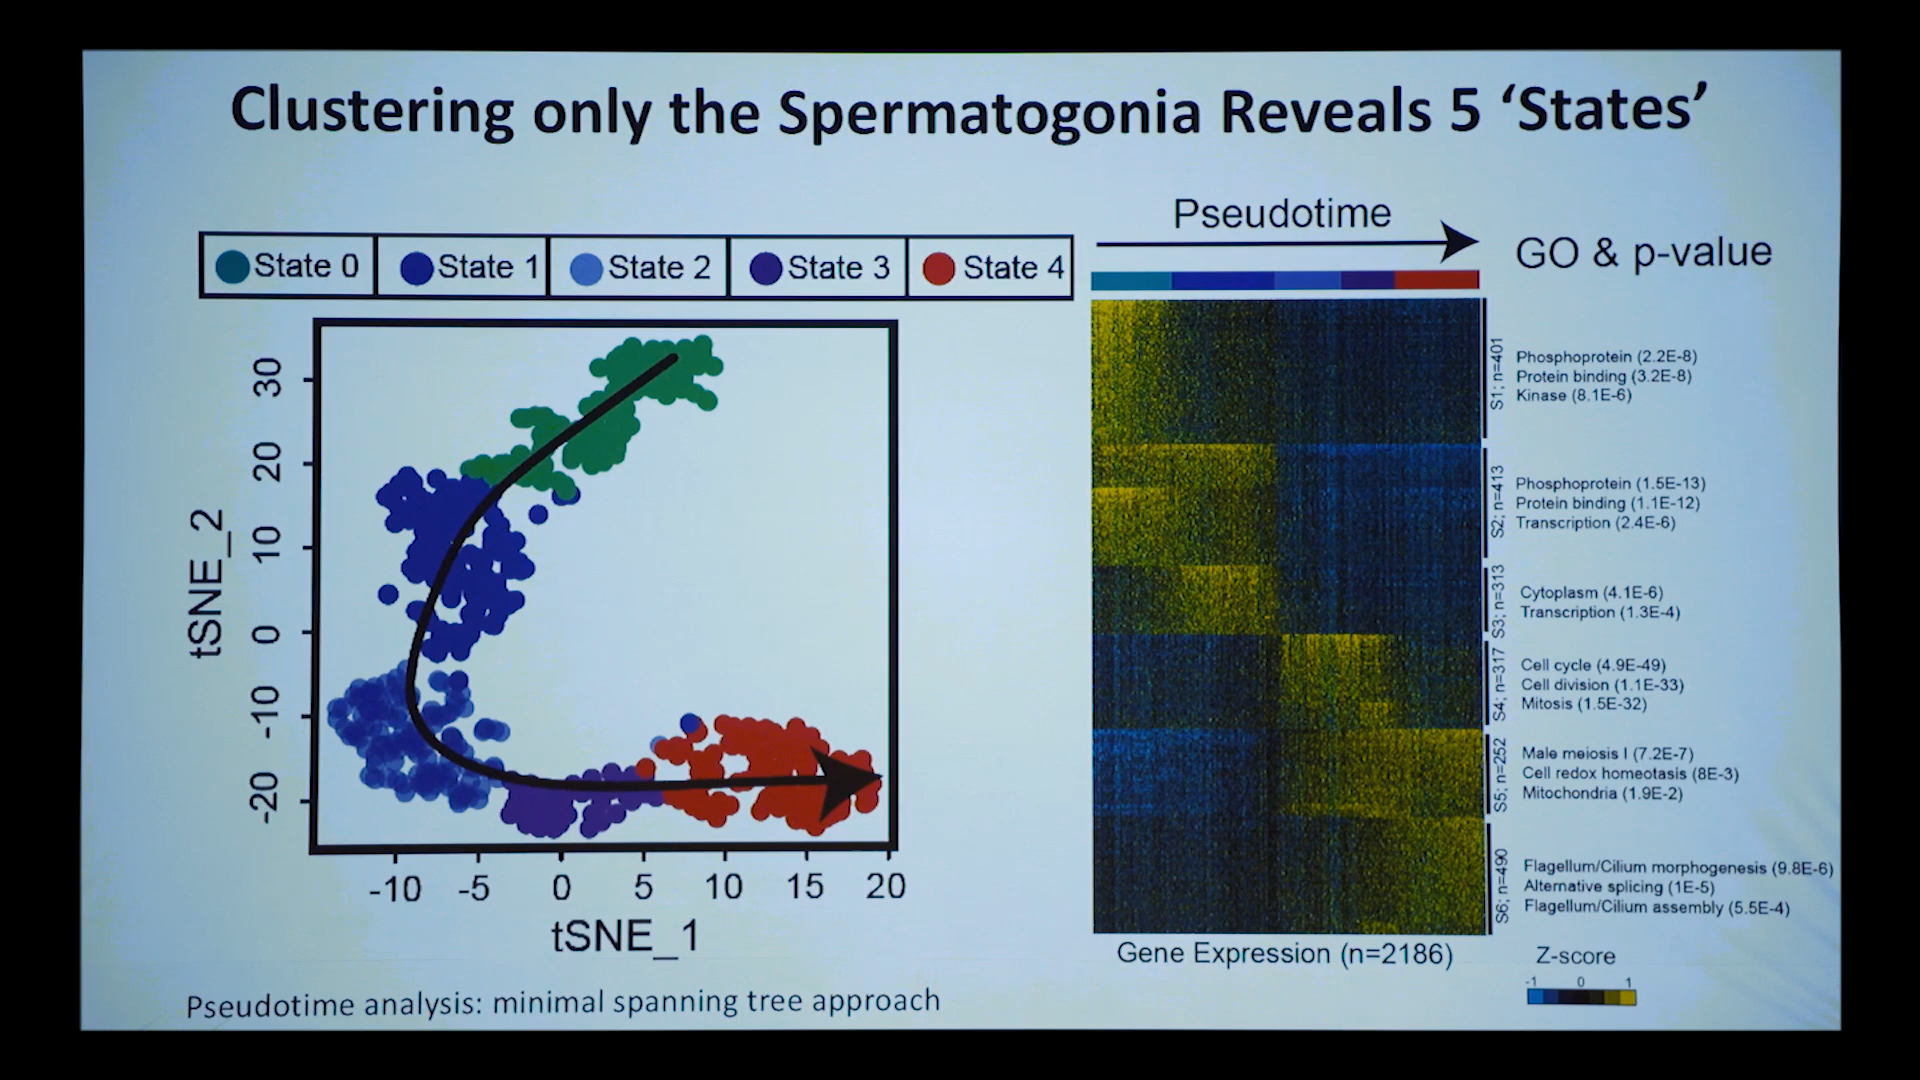 Clustering only the Spermatogonia Reveals 5 ‘States’
State 0
State 1
State 2
State 3
State 4
tSNE_2
30
20
10
0
-10
-20
-10 -5 0 5 10 15 20
tSNE_1
Pseudotime analysis: minimal spanning tree approach
Pseudotime
GO & p-value
S1; n=401
Phosphoprotein (2.2E-8)
Protein binding (3.2E-8)
Kinase (8.1E-6)
S2; n=413
Phosphoprotein (1.5E-13)
Protein binding (1.1E-12)
Transcription (2.4E-6)
S3; n=313
Cytoplasm (4.1E-6)
Transcription (1.3E-4)
S4; n=317
Cell cycle (4.9E-49)
Cell division (1.1E-33)
Mitosis (1.5E-32)
S5; n=252
Male meiosis I (7.2E-7)
Cell redox homeotasis (8E-3)
Mitochondria (1.9E-2)
S6; n=490
Flagellum/Cilium morphogenesis (9.8E-6)
Alternative splicing (1E-5)
Flagellum/Cilium assembly (5.5E-4)
Gene Expression (n=2186)
Z-score
-1 0 1